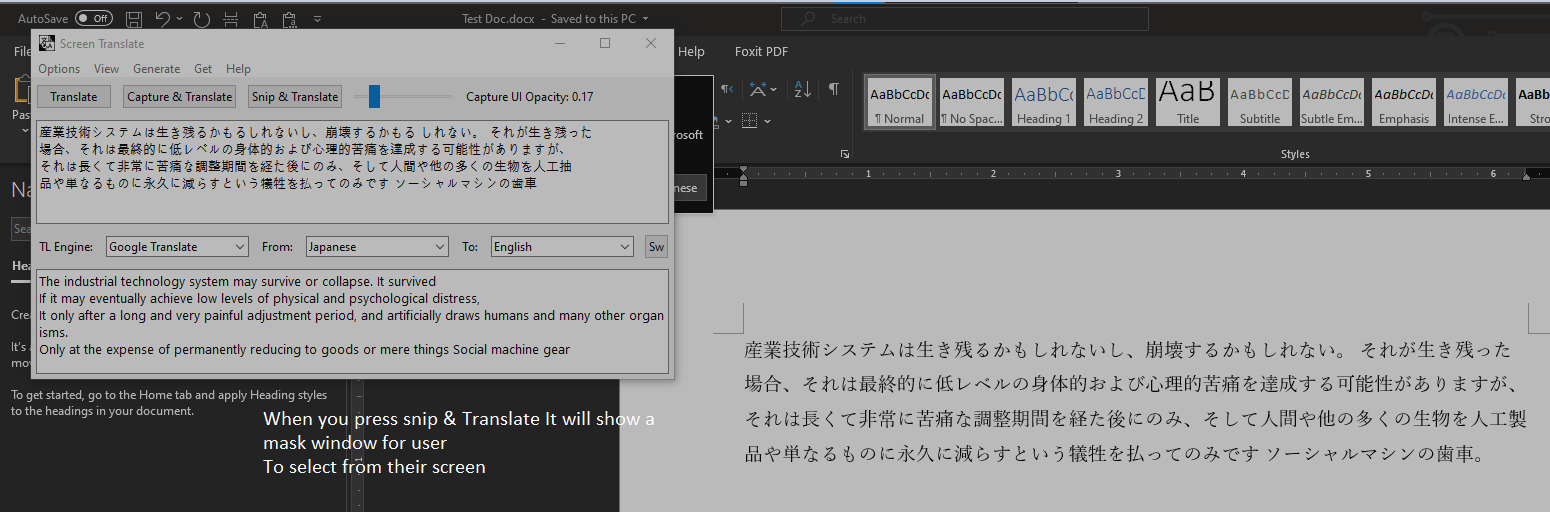 AutoSave Off Test Doc.docx - Saved to this PC Search
File Help Foxit PDF
Screen Translate
Options View Generate Get Help
Translate Capture & Translate Snip & Translate Capture UI Opacity: 0.17
産業技術システムは生き残るかもるしれないし、崩壊するかもる しれない。 それが生き残った
場合、それは最終的に低レベルの身体的および心理的苦痛を達成する可能性がありますが、
それは長くて非常に苦痛な調整期間を経た後にのみ、そして人間や他の多くの生物を人工抽
品や単なるものに永久に減らすという犠牲を払ってのみです ソーシャルマシンの歯車
TL Engine: Google Translate From: Japanese To: English Sw
The industrial technology system may survive or collapse. It survived
If it may eventually achieve low levels of physical and psychological distress,
It only after a long and very painful adjustment period, and artificially draws humans and many other organ
isms.
Only at the expense of permanently reducing to goods or mere things Social machine gear
To get started, go to the Home tab and apply Heading styles
to the headings in your document.
When you press snip & Translate It will show a
mask window for user
To select from their screen
AaBbCcDc AaBbCcDc AaBbCc AaBbCcD AaB AaBbCcD AaBbCcDc AaBbCcDc AaBbCcDc
¶ Normal ¶ No Spac... Heading 1 Heading 2 Title Subtitle Subtle Em... Emphasis Intense E...
Styles
1 2 3 4 5 6
産業技術システムは生き残るかもしれないし、崩壊するかもしれない。 それが生き残った
場合、それは最終的に低レベルの身体的および心理的苦痛を達成する可能性がありますが、
それは長くて非常に苦痛な調整期間を経た後にのみ、そして人間や他の多くの生物を人工製
品や単なるものに永久に減らすという犠牲を払ってのみです ソーシャルマシンの歯車。